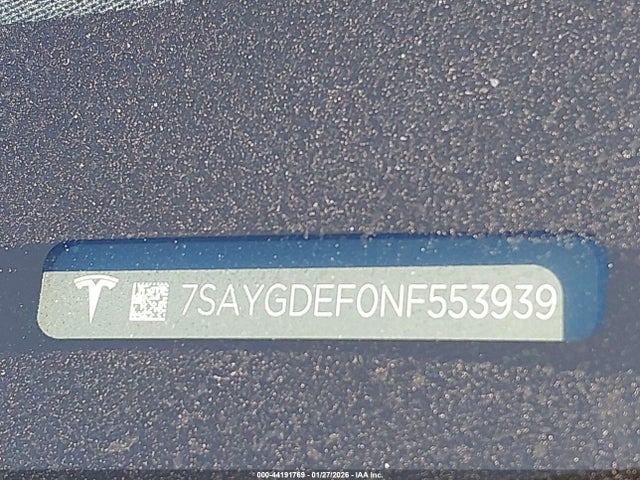 7SAYGDEF0NF553939
000-44191769 - 01/27/2026 - IAA Inc.